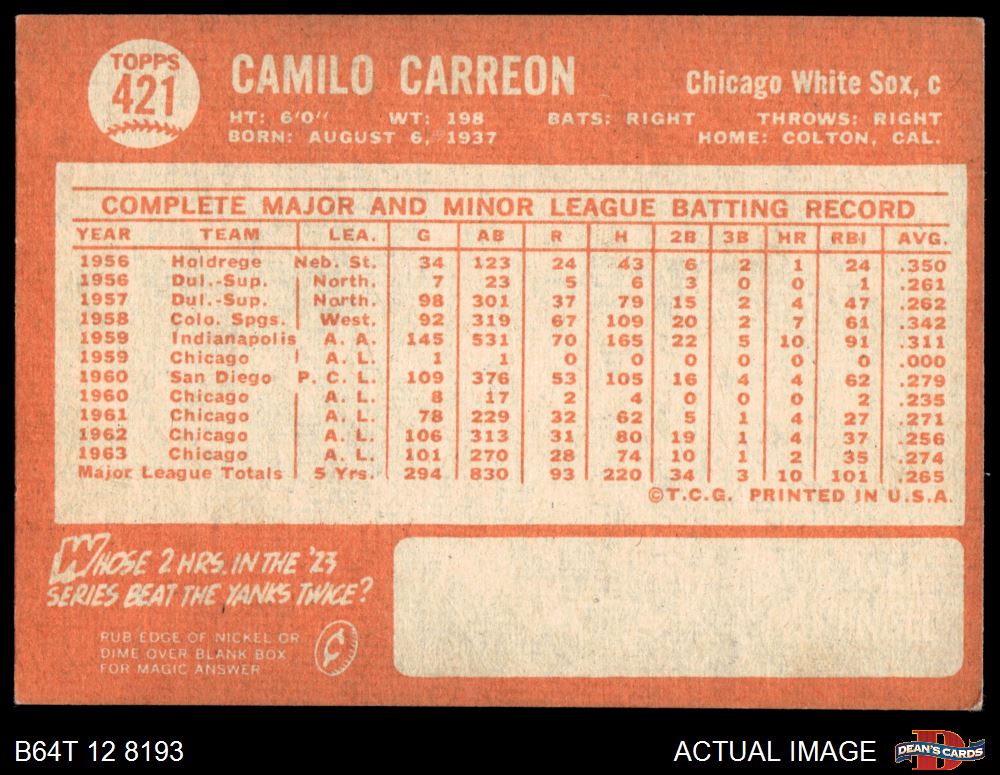 TOPPS
421
CAMILO CARREON
Chicago White Sox, c
HT: 6'0" WT: 198 BATS: RIGHT THROWS: RIGHT
BORN: AUGUST 6, 1937 HOME: COLTON, CAL.
COMPLETE MAJOR AND MINOR LEAGUE BATTING RECORD
YEAR TEAM LEA. G AB R H 2B 3B HR RBI AVG.
1956 Holdrege Neb. St. 34 123 24 43 6 2 1 24 .350
1956 Dul.-Sup. North. 7 23 5 6 3 0 0 1 .261
1957 Dul.-Sup. North. 98 301 37 79 15 2 4 47 .262
1958 Colo. Spgs. West. 92 319 67 109 20 2 7 61 .342
1959 Indianapolis A. A. 145 531 70 165 22 5 10 91 .311
1959 Chicago A. L. 1 1 0 0 0 0 0 0 .000
1960 San Diego P. C. L. 109 376 53 105 16 4 4 62 .279
1960 Chicago A. L. 8 17 2 4 0 0 0 2 .235
1961 Chicago A. L. 78 229 32 62 5 1 4 27 .271
1962 Chicago A. L. 106 313 31 80 19 1 4 37 .256
1963 Chicago A. L. 101 270 28 74 10 1 2 35 .274
Major League Totals 5 Yrs. 294 830 93 220 34 3 10 101 .265
©T.C.G. PRINTED IN U.S.A.
WHOSE 2 HRS. IN THE '23
SERIES BEAT THE YANKS TWICE?
RUB EDGE OF NICKEL OR
DIME OVER BLANK BOX
FOR MAGIC ANSWER
B64T 12 8193
ACTUAL IMAGE
DEAN'S CARDS